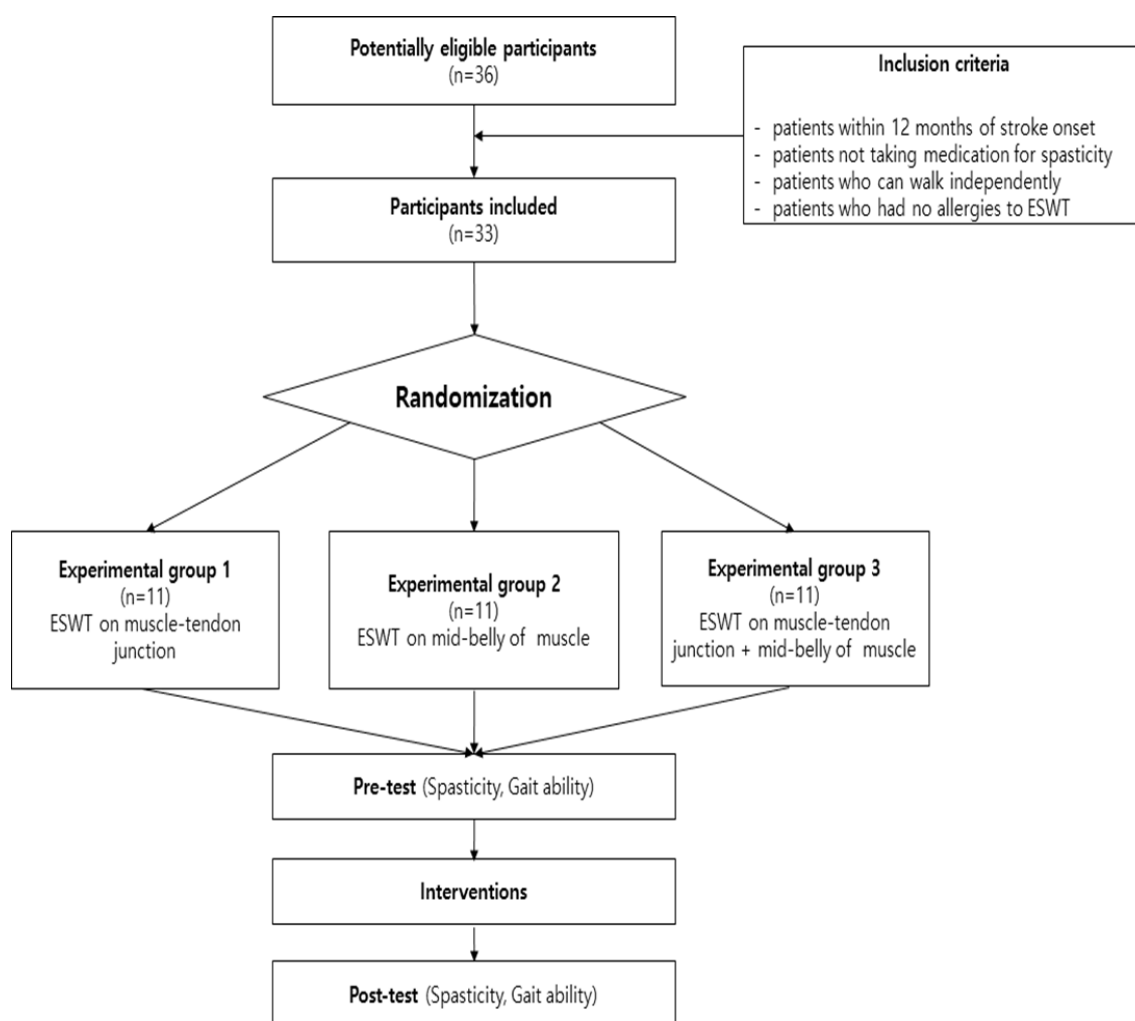 Potentially eligible participants
(n=36)
Inclusion criteria
- patients within 12 months of stroke onset
- patients not taking medication for spasticity
- patients who can walk independently
- patients who had no allergies to ESWT
Participants included
(n=33)
Randomization
Experimental group 1
(n=11)
ESWT on muscle-tendon
junction
Experimental group 2
(n=11)
ESWT on mid-belly of muscle
Experimental group 3
(n=11)
ESWT on muscle-tendon
junction + mid-belly of muscle
Pre-test (Spasticity, Gait ability)
Interventions
Post-test (Spasticity, Gait ability)